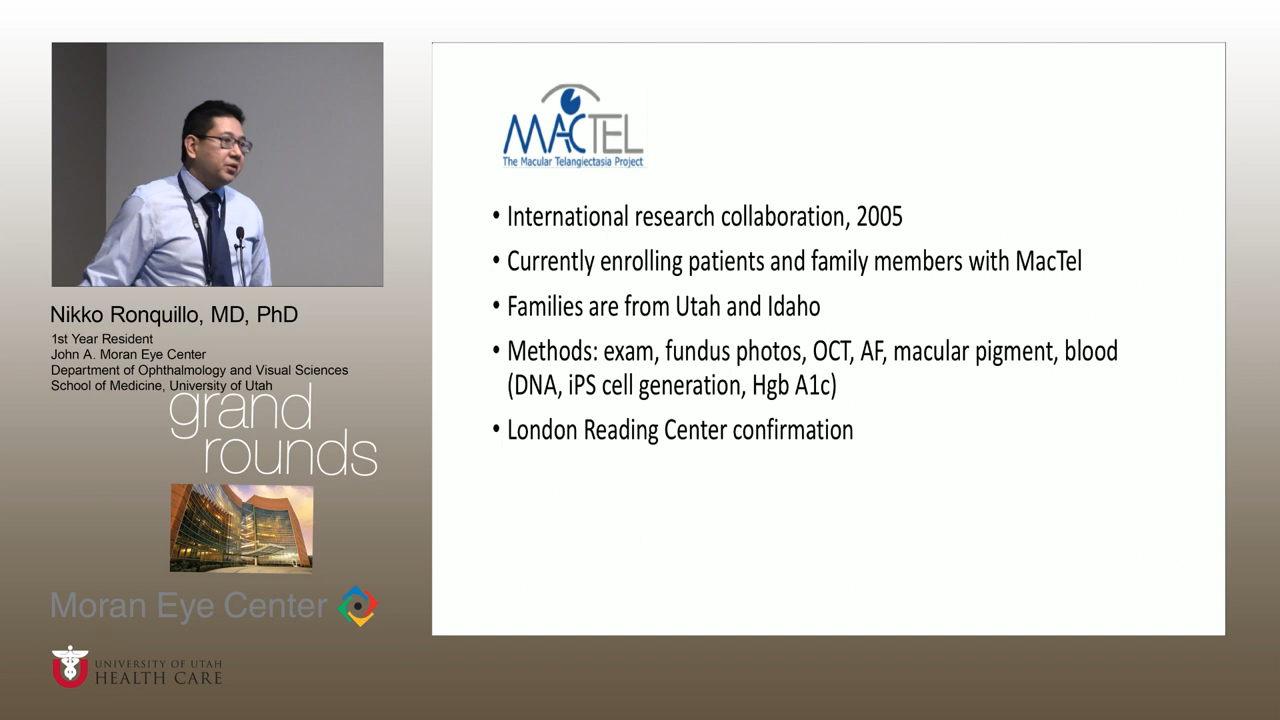 Nikko Ronquillo, MD, PhD
1st Year Resident
John A. Moran Eye Center
Department of Ophthalmology and Visual Sciences
School of Medicine, University of Utah
grand
rounds
Moran Eye Center
UNIVERSITY OF UTAH
HEALTH CARE
MACTEL
The Macular Telangiectasia Project
• International research collaboration, 2005
• Currently enrolling patients and family members with MacTel
• Families are from Utah and Idaho
• Methods: exam, fundus photos, OCT, AF, macular pigment, blood
(DNA, iPS cell generation, Hgb A1c)
• London Reading Center confirmation